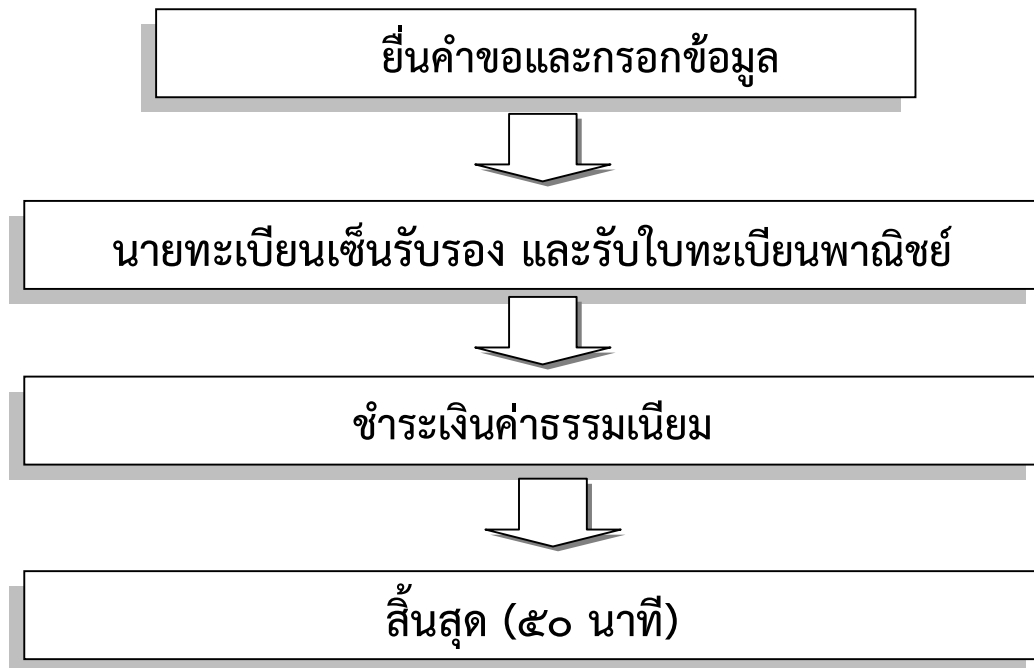 ยื่นคำขอและกรอกข้อมูล
นายทะเบียนเซ็นรับรอง และรับใบทะเบียนพาณิชย์
ชำระเงินค่าธรรมเนียม
สิ้นสุด (๕๐ นาที)